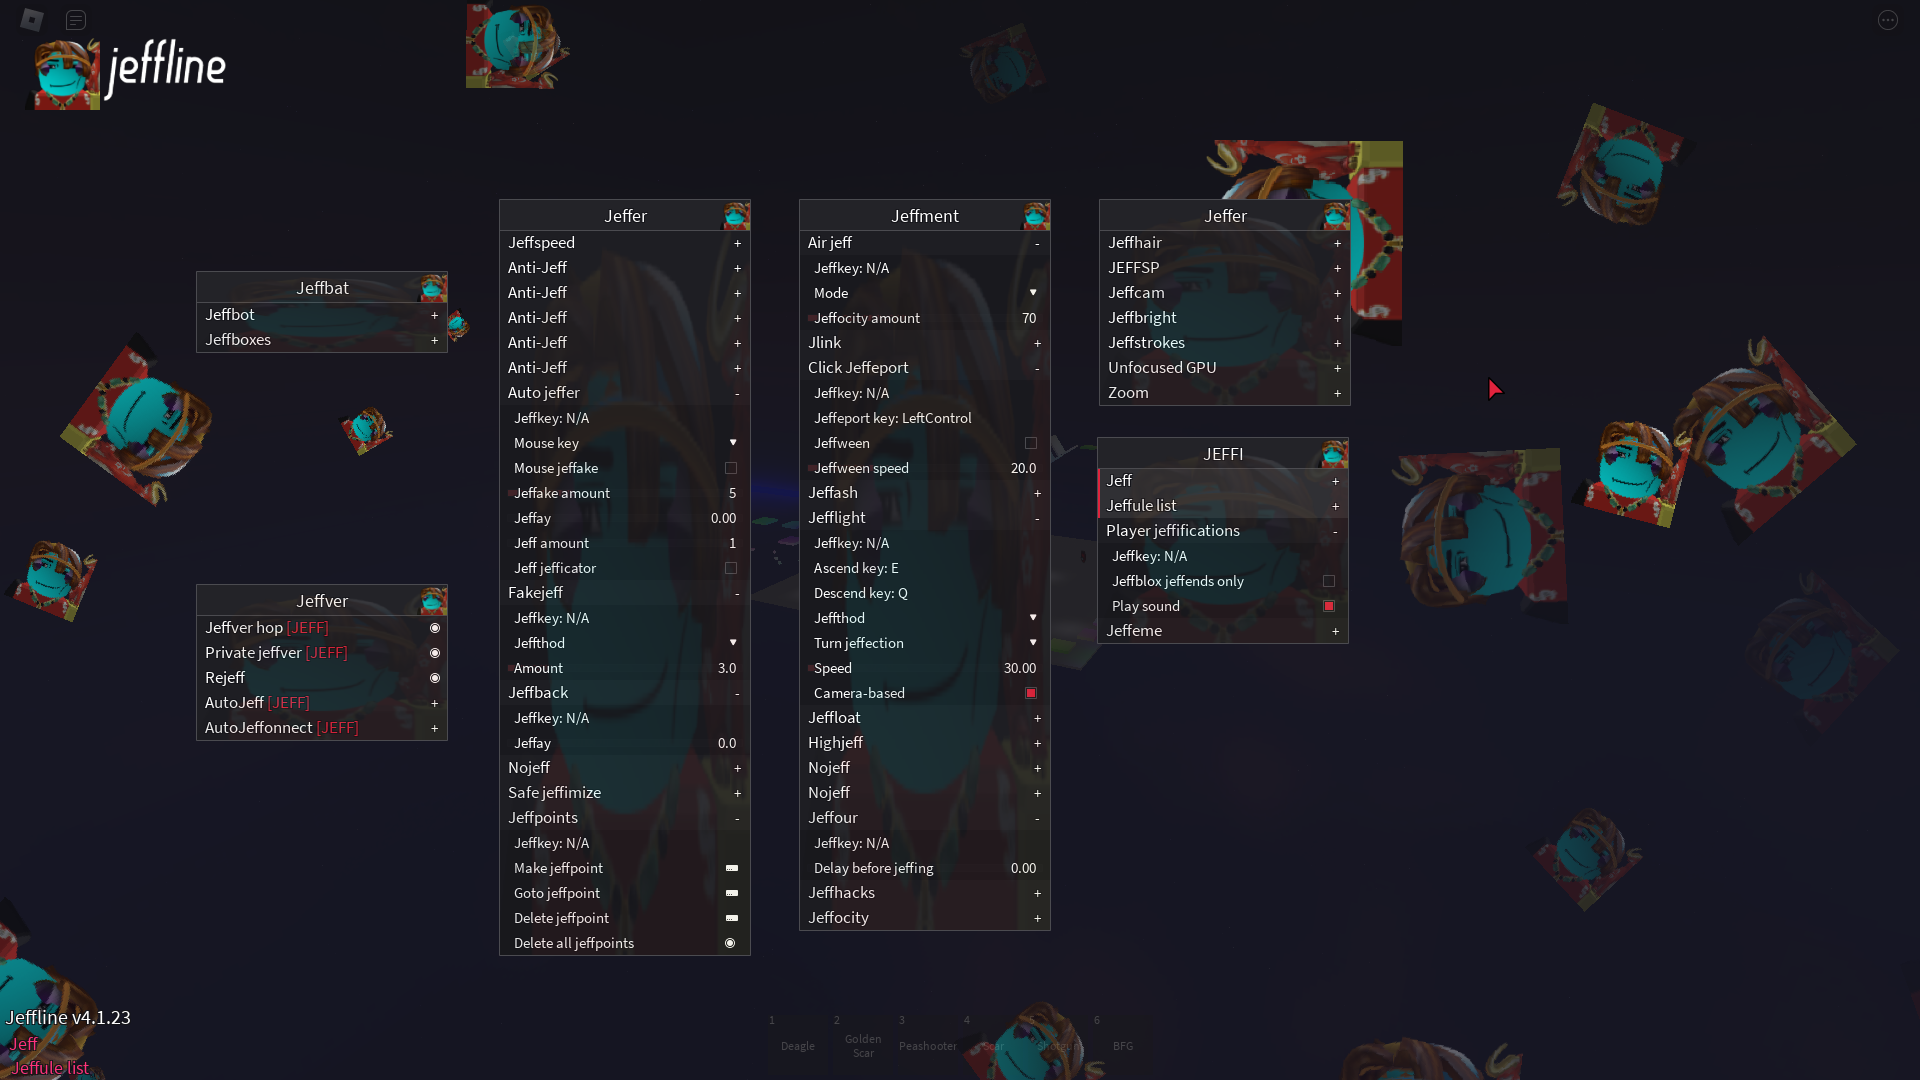 jeffline
Jeffbat
Jeffbot +
Jeffboxes +
Jeffver
Jeffver hop [JEFF]
Private jeffver [JEFF]
Rejeff
AutoJeff [JEFF] +
AutoJeffonnect [JEFF] +
Jeffer
Jeffspeed +
Anti-Jeff +
Anti-Jeff +
Anti-Jeff +
Anti-Jeff +
Anti-Jeff +
Auto jeffer -
Jeffkey: N/A
Mouse key
Mouse jeffake
Jeffake amount 5
Jeffay 0.00
Jeff amount 1
Jeff jefficator
Fakejeff -
Jeffkey: N/A
Jeffthod
Amount 3.0
Jeffback -
Jeffkey: N/A
Jeffay 0.0
Nojeff +
Safe jeffimize +
Jeffpoints -
Jeffkey: N/A
Make jeffpoint
Goto jeffpoint
Delete jeffpoint
Delete all jeffpoints
Jeffment
Air jeff -
Jeffkey: N/A
Mode
Jeffocity amount 70
Jlink +
Click Jeffeport -
Jeffkey: N/A
Jeffeport key: LeftControl
Jeffween
Jeffween speed 20.0
Jeffash +
Jefflight -
Jeffkey: N/A
Ascend key: E
Descend key: Q
Jeffthod
Turn jeffection
Speed 30.00
Camera-based
Jeffloat +
Highjeff +
Nojeff +
Nojeff +
Jeffour -
Jeffkey: N/A
Delay before jeffing 0.00
Jeffhacks +
Jeffocity +
Jeffer
Jeffhair +
JEFFSP +
Jeffcam +
Jeffbright +
Jeffstrokes +
Unfocused GPU +
Zoom +
JEFFI
Jeff +
Jeffule list +
Player jeffifications -
Jeffkey: N/A
Jeffblox jeffends only
Play sound
Jeffeme +
Jeffline v4.1.23
Jeff
Jeffule list
1 2 3 4 5 6
Deagle Golden Scar Peashooter Scar Shotgun BFG